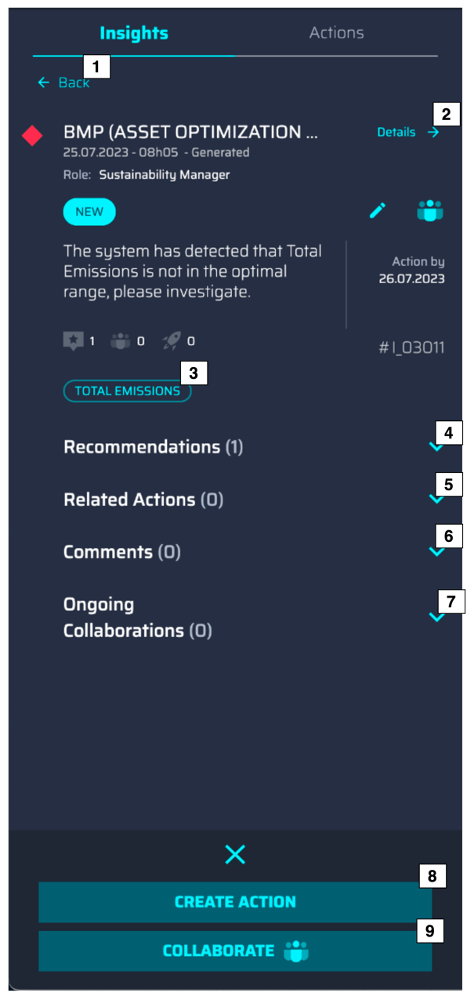 Insights Actions
1
← Back
2
BMP (ASSET OPTIMIZATION ... Details →
25.07.2023 - 08h05 - Generated
Role: Sustainability Manager
NEW
The system has detected that Total
Emissions is not in the optimal
range, please investigate.
Action by
26.07.2023
1 0 0
# I_03011
3
TOTAL EMISSIONS
4
Recommendations (1)
5
Related Actions (0)
6
Comments (0)
7
Ongoing
Collaborations (0)
8
CREATE ACTION
9
COLLABORATE